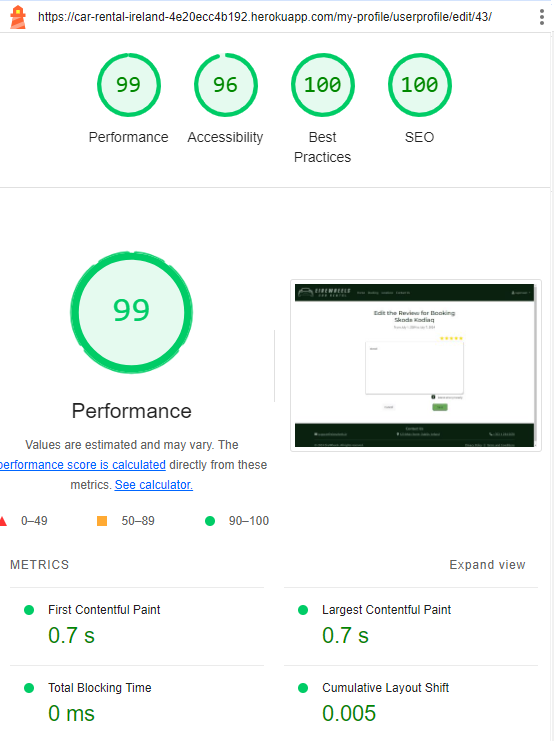 https://car-rental-ireland-4e20ecc4b192.herokuapp.com/my-profile/userprofile/edit/43/
99
96
100
100
Performance
Accessibility
Best
Practices
SEO
99
Performance
Values are estimated and may vary. The
performance score is calculated directly from these
metrics. See calculator.
0–49
50–89
90–100
Edit the Review for Booking
Skoda Kodiaq
METRICS
Expand view
First Contentful Paint
0.7 s
Largest Contentful Paint
0.7 s
Total Blocking Time
0 ms
Cumulative Layout Shift
0.005